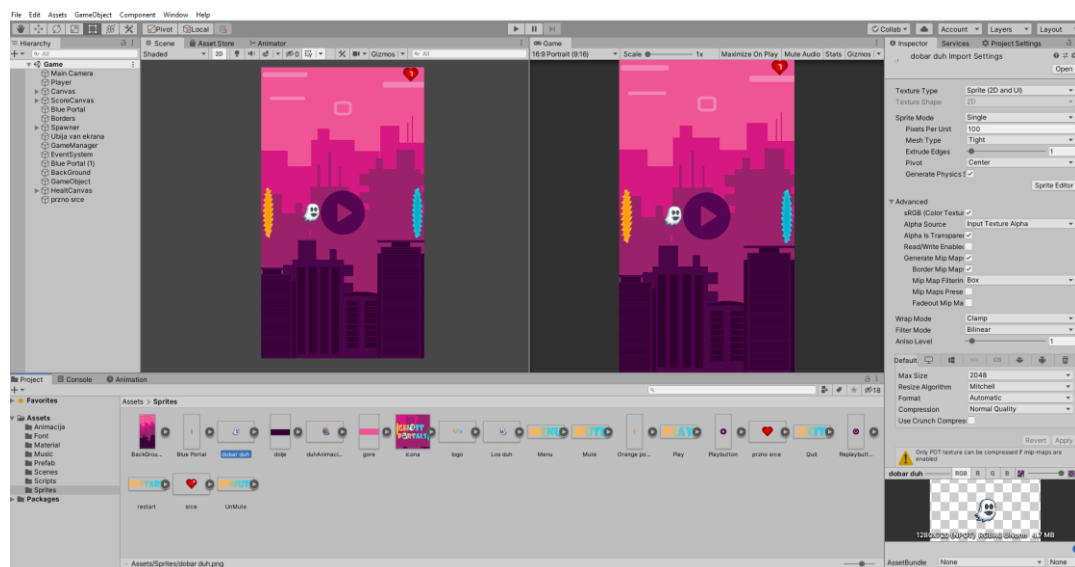 File Edit Assets GameObject Component Window Help
Pivot Local
Collab Account Layers Layout
Hierarchy
All
Game
Main Camera
Player
Canvas
ScoreCanvas
Blue Portal
Borders
Spawner
Ubija van ekrana
GameManager
EventSystem
Blue Portal (1)
BackGround
GameObject
HealtCanvas
przno srce
Scene Asset Store Animator
Shaded 2D Gizmos All
1
Game
16:9 Portrait (9:16) Scale 1x Maximize On Play Mute Audio Stats Gizmos
1
Inspector Services Project Settings
dobar duh Import Settings
Open
Texture Type Sprite (2D and UI)
Texture Shape 2D
Sprite Mode Single
Pixels Per Unit 100
Mesh Type Tight
Extrude Edges 1
Pivot Center
Generate Physics S
Sprite Editor
Advanced
sRGB (Color Textur
Alpha Source Input Texture Alpha
Alpha Is Transparen
Read/Write Enabled
Generate Mip Maps
Border Mip Maps
Mip Map Filtering Box
Mip Maps Prese
Fadeout Mip Ma
Wrap Mode Clamp
Filter Mode Bilinear
Aniso Level 1
Default
Max Size 2048
Resize Algorithm Mitchell
Format Automatic
Compression Normal Quality
Use Crunch Compres
Revert Apply
Only POT texture can be compressed if mip-maps are
enabled
dobar duh RGB R G B
AssetBundle None None
Project Console Animation
18
Favorites
Assets
Animacija
Font
Material
Music
Prefab
Scenes
Scripts
Sprites
Packages
Assets > Sprites
GHOST
PORTALS
MENU MUTE PLAY QUIT
BackGrou... Blue Portal dobar duh dolje duhAnimaci... gore icona logo Los duh Menu Mute Orange po... Play Playbutton przno srce Quit Replaybutt...
restart srce UnMute
Assets/Sprites/dobar duh.png